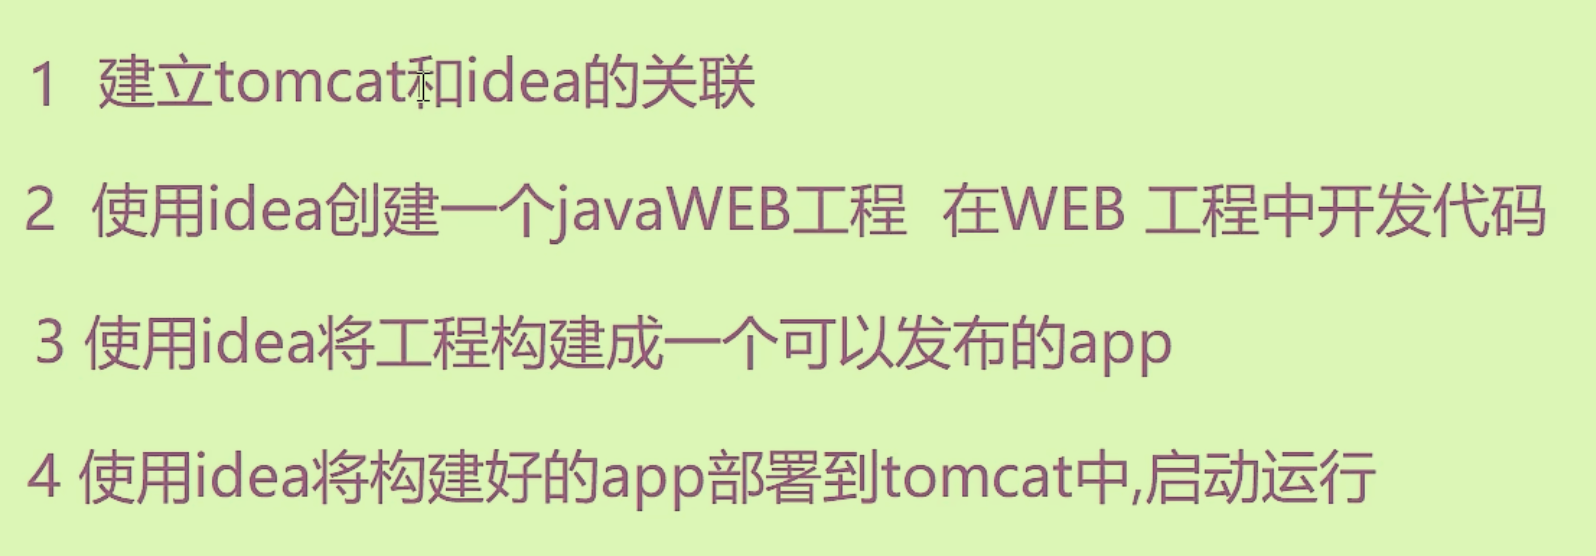 1 建立tomcat和idea的关联
2 使用idea创建一个javaWEB工程 在WEB 工程中开发代码
3 使用idea将工程构建成一个可以发布的app
4 使用idea将构建好的app部署到tomcat中,启动运行